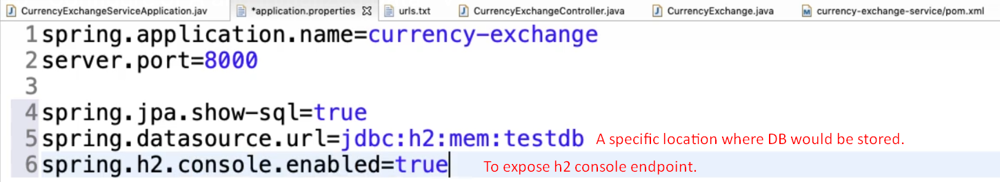 CurrencyExchangeServiceApplication.jav *application.properties urls.txt CurrencyExchangeController.java CurrencyExchange.java currency-exchange-service/pom.xml
1 spring.application.name=currency-exchange
2 server.port=8000
3
4 spring.jpa.show-sql=true
5 spring.datasource.url=jdbc:h2:mem:testdb A specific location where DB would be stored.
6 spring.h2.console.enabled=true To expose h2 console endpoint.